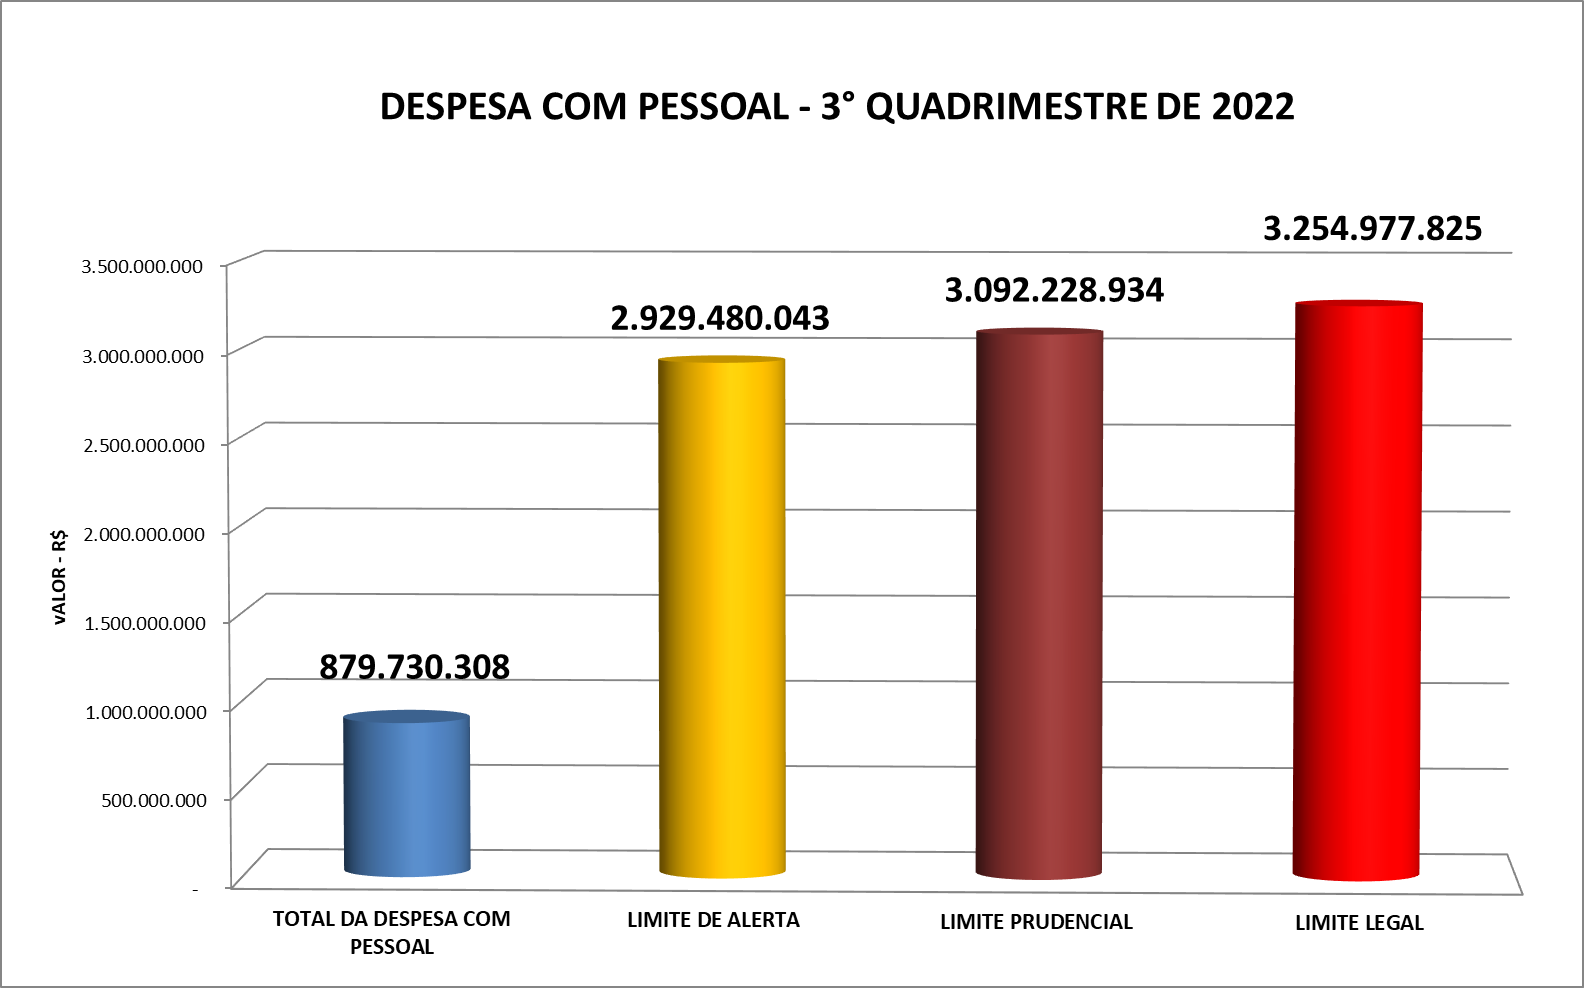 DESPESA COM PESSOAL - 3° QUADRIMESTRE DE 2022
3.254.977.825
3.092.228.934
2.929.480.043
879.730.308
3.500.000.000
3.000.000.000
2.500.000.000
2.000.000.000
1.500.000.000
1.000.000.000
500.000.000
-
vALOR - R$
TOTAL DA DESPESA COM
PESSOAL
LIMITE DE ALERTA
LIMITE PRUDENCIAL
LIMITE LEGAL